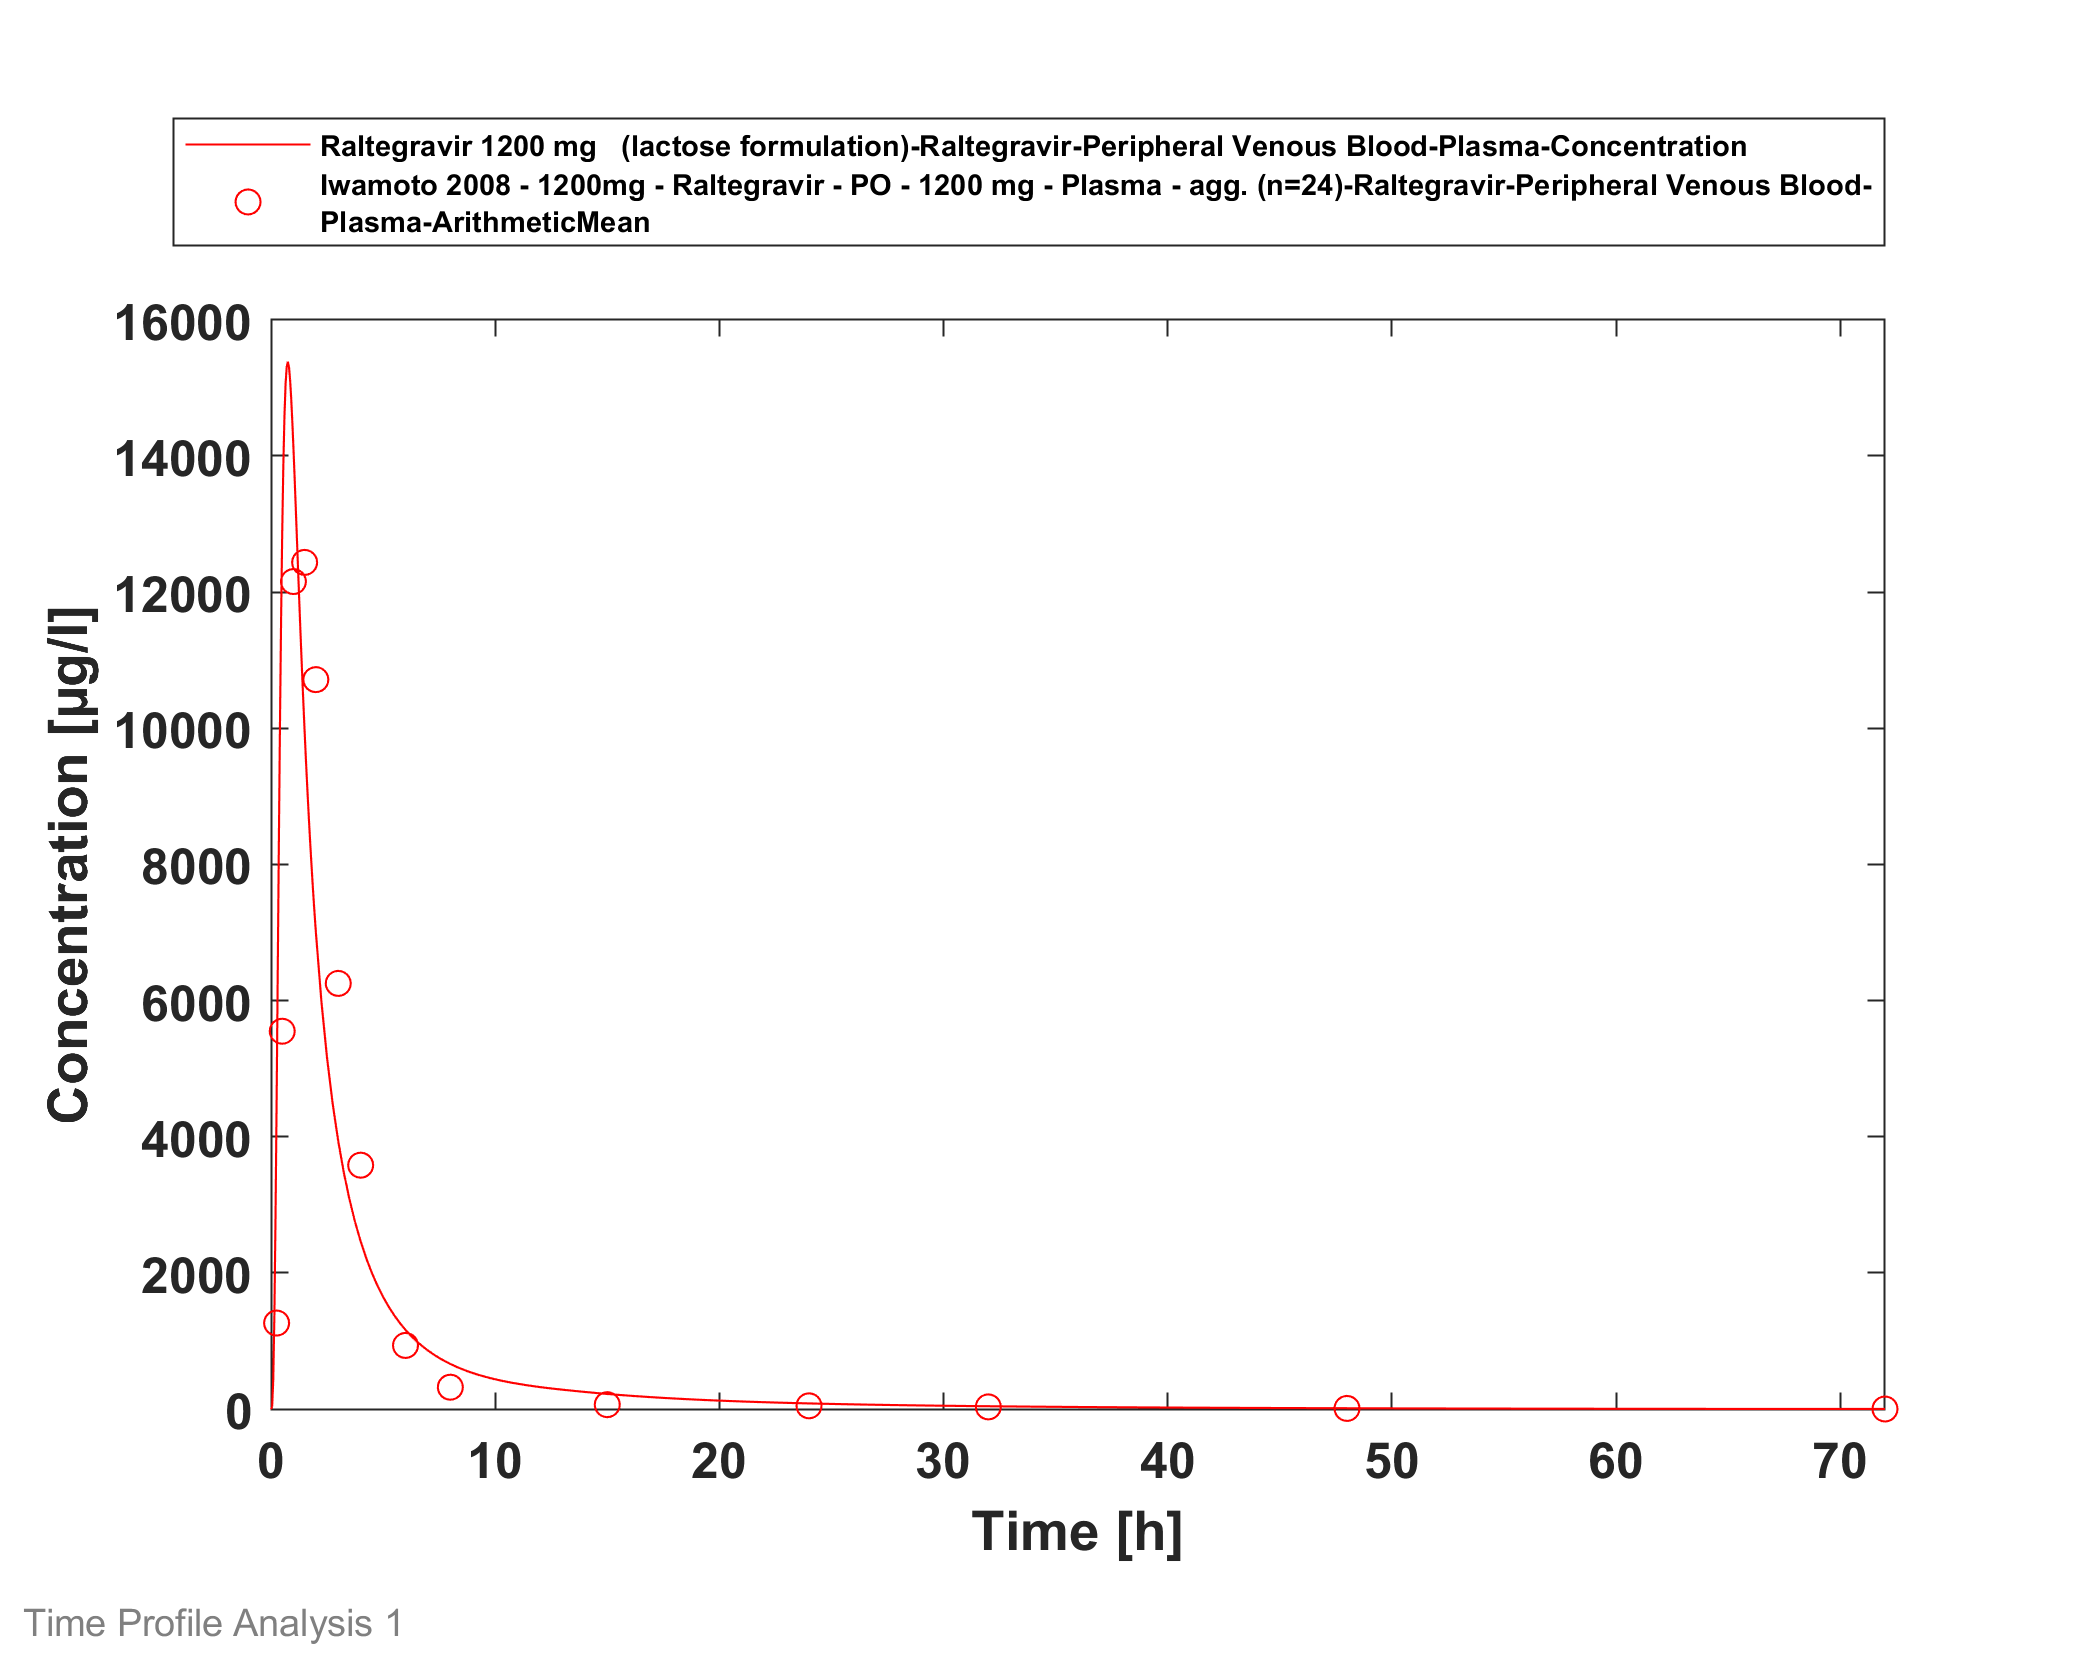 Raltegravir 1200 mg   (lactose formulation)-Raltegravir-Peripheral Venous Blood-Plasma-Concentration
Iwamoto 2008 - 1200mg - Raltegravir - PO - 1200 mg - Plasma - agg. (n=24)-Raltegravir-Peripheral Venous Blood-
Plasma-ArithmeticMean
16000
14000
12000
10000
8000
6000
4000
2000
0
Concentration [µg/l]
0 10 20 30 40 50 60 70
Time [h]
Time Profile Analysis 1